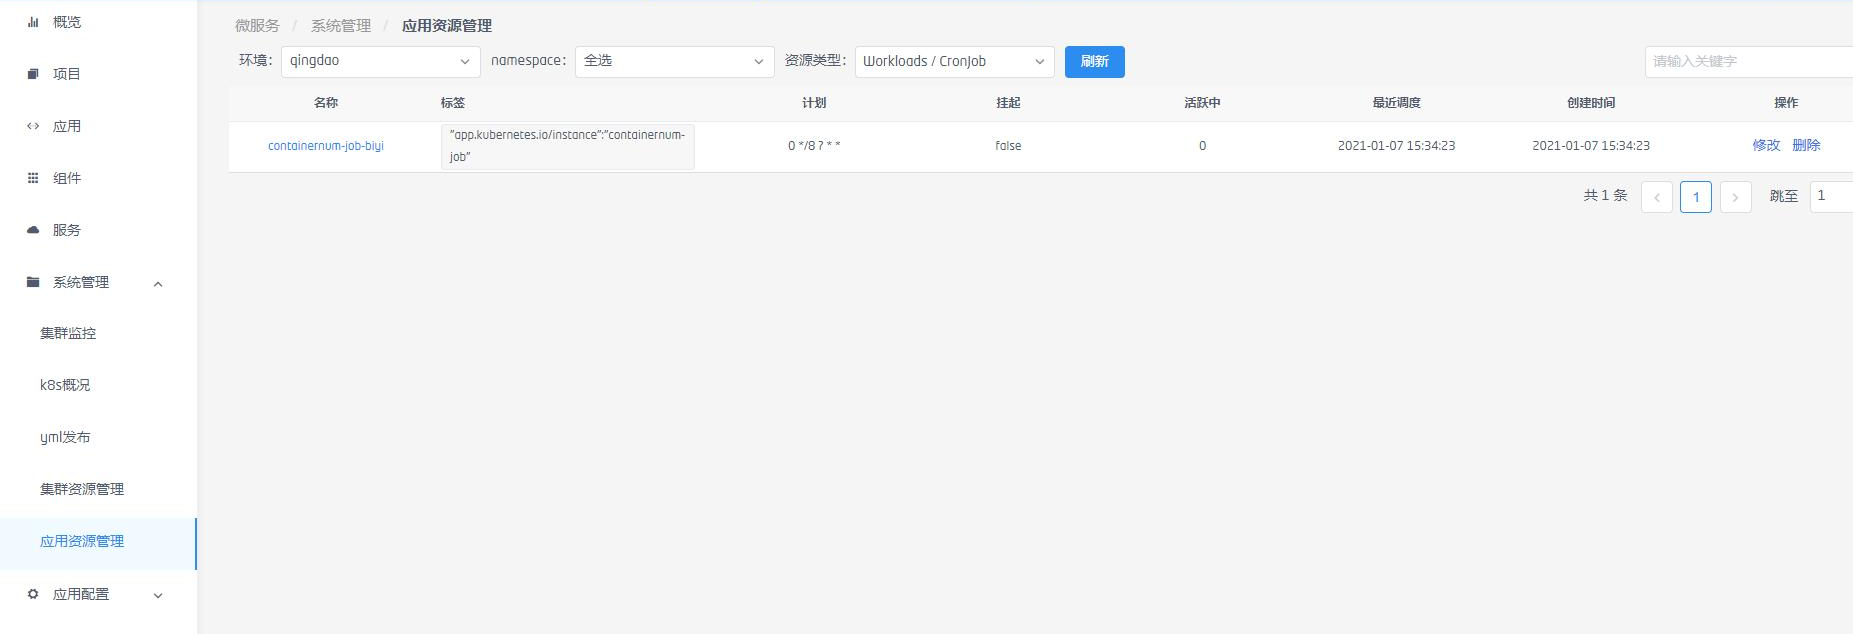 概览
项目
应用
组件
服务
系统管理
集群监控
k8s概况
yml发布
集群资源管理
应用资源管理
应用配置
微服务 / 系统管理 / 应用资源管理
环境： qingdao namespace： 全选 资源类型： Workloads / CronJob 刷新 请输入关键字
名称 标签 计划 挂起 活跃中 最近调度 创建时间 操作
containernum-job-biyi "app.kubernetes.io/instance":"containernum- 0 */8 ? * * false 0 2021-01-07 15:34:23 2021-01-07 15:34:23 修改 删除
job"
共 1 条 < 1 > 跳至 1